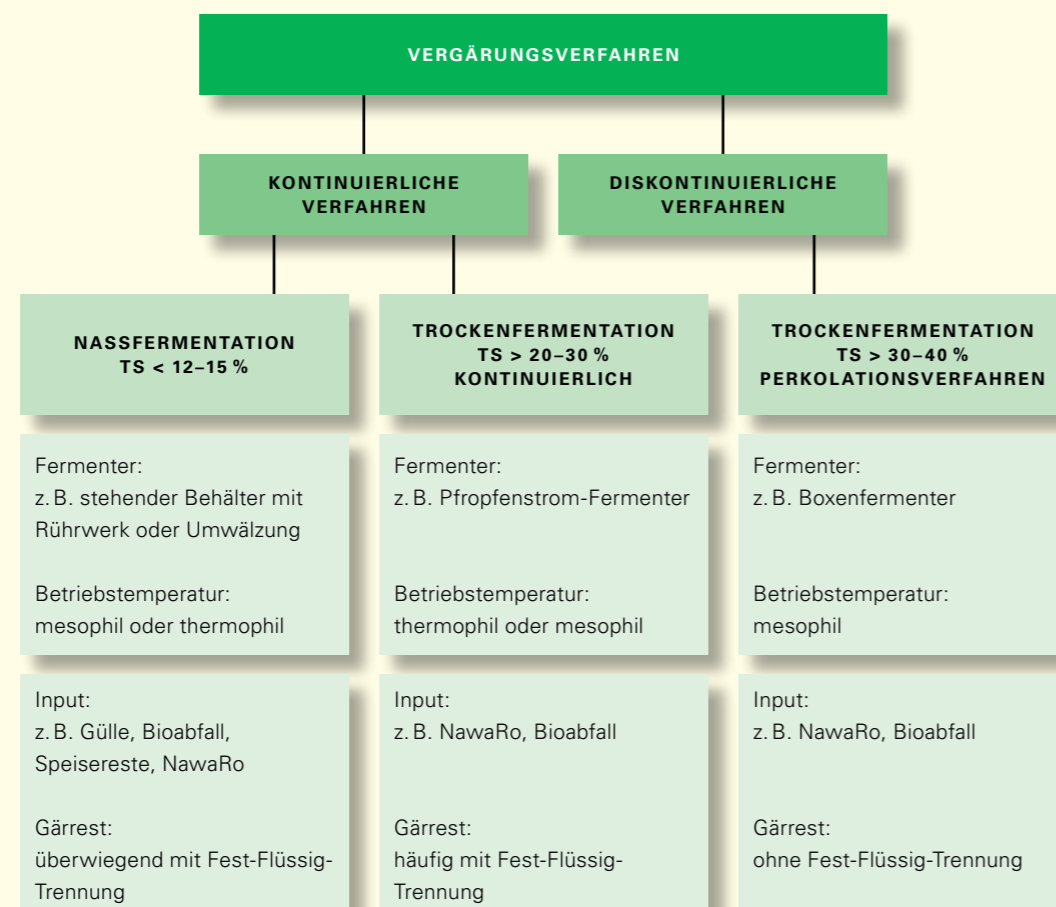 VERGÄRUNGSVERFAHREN
KONTINUIERLICHE
VERFAHREN
DISKONTINUIERLICHE
VERFAHREN
NASSFERMENTATION
TS < 12–15 %
TROCKENFERMENTATION
TS > 20–30 %
KONTINUIERLICH
TROCKENFERMENTATION
TS > 30–40 %
PERKOLATIONSVERFAHREN
Fermenter:
z. B. stehender Behälter mit
Rührwerk oder Umwälzung
Betriebstemperatur:
mesophil oder thermophil
Fermenter:
z. B. Pfropfenstrom-Fermenter
Betriebstemperatur:
thermophil oder mesophil
Fermenter:
z. B. Boxenfermenter
Betriebstemperatur:
mesophil
Input:
z. B. Gülle, Bioabfall,
Speisereste, NawaRo
Gärrest:
überwiegend mit Fest-Flüssig-
Trennung
Input:
z. B. NawaRo, Bioabfall
Gärrest:
häufig mit Fest-Flüssig-
Trennung
Input:
z. B. NawaRo, Bioabfall
Gärrest:
ohne Fest-Flüssig-Trennung